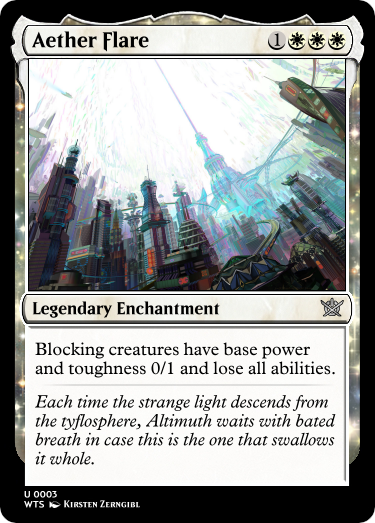 Aether Flare 1
Legendary Enchantment
Blocking creatures have base power
and toughness 0/1 and lose all abilities.
Each time the strange light descends from
the tyflosphere, Altimuth waits with bated
breath in case this is the one that swallows
it whole.
U 0003
WTS Kirsten Zerngibl